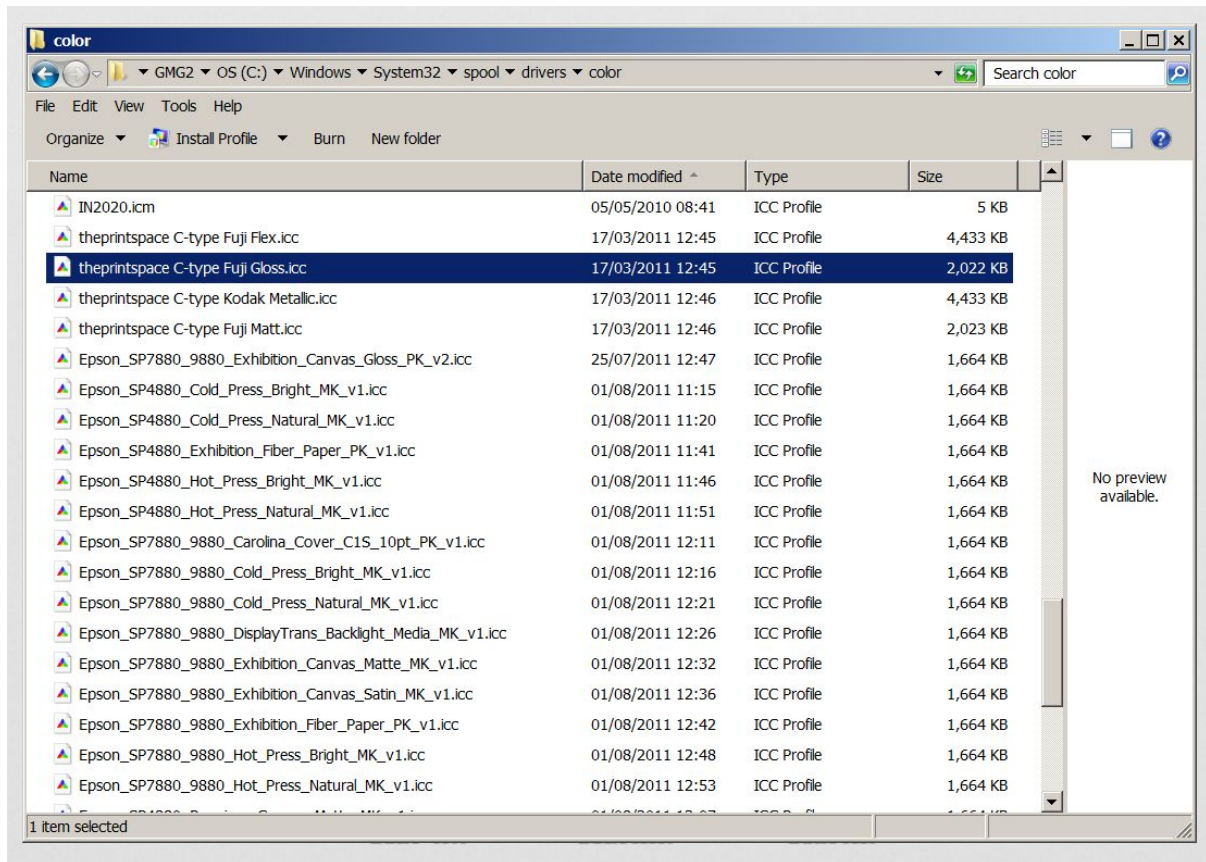 color
GMG2 OS (C:) Windows System32 spool drivers color Search color
File Edit View Tools Help
Organize Install Profile Burn New folder
Name Date modified Type Size
IN2020.icm 05/05/2010 08:41 ICC Profile 5 KB
theprintspace C-type Fuji Flex.icc 17/03/2011 12:45 ICC Profile 4,433 KB
theprintspace C-type Fuji Gloss.icc 17/03/2011 12:45 ICC Profile 2,022 KB
theprintspace C-type Kodak Metallic.icc 17/03/2011 12:46 ICC Profile 4,433 KB
theprintspace C-type Fuji Matt.icc 17/03/2011 12:46 ICC Profile 2,023 KB
Epson_SP7880_9880_Exhibition_Canvas_Gloss_PK_v2.icc 25/07/2011 12:47 ICC Profile 1,664 KB
Epson_SP4880_Cold_Press_Bright_MK_v1.icc 01/08/2011 11:15 ICC Profile 1,664 KB
Epson_SP4880_Cold_Press_Natural_MK_v1.icc 01/08/2011 11:20 ICC Profile 1,664 KB
Epson_SP4880_Exhibition_Fiber_Paper_PK_v1.icc 01/08/2011 11:41 ICC Profile 1,664 KB
Epson_SP4880_Hot_Press_Bright_MK_v1.icc 01/08/2011 11:46 ICC Profile 1,664 KB
Epson_SP4880_Hot_Press_Natural_MK_v1.icc 01/08/2011 11:51 ICC Profile 1,664 KB
Epson_SP7880_9880_Carolina_Cover_C1S_10pt_PK_v1.icc 01/08/2011 12:11 ICC Profile 1,664 KB
Epson_SP7880_9880_Cold_Press_Bright_MK_v1.icc 01/08/2011 12:16 ICC Profile 1,664 KB
Epson_SP7880_9880_Cold_Press_Natural_MK_v1.icc 01/08/2011 12:21 ICC Profile 1,664 KB
Epson_SP7880_9880_DisplayTrans_Backlight_Media_MK_v1.icc 01/08/2011 12:26 ICC Profile 1,664 KB
Epson_SP7880_9880_Exhibition_Canvas_Matte_MK_v1.icc 01/08/2011 12:32 ICC Profile 1,664 KB
Epson_SP7880_9880_Exhibition_Canvas_Satin_MK_v1.icc 01/08/2011 12:36 ICC Profile 1,664 KB
Epson_SP7880_9880_Exhibition_Fiber_Paper_PK_v1.icc 01/08/2011 12:42 ICC Profile 1,664 KB
Epson_SP7880_9880_Hot_Press_Bright_MK_v1.icc 01/08/2011 12:48 ICC Profile 1,664 KB
Epson_SP7880_9880_Hot_Press_Natural_MK_v1.icc 01/08/2011 12:53 ICC Profile 1,664 KB
No preview
available.
1 item selected